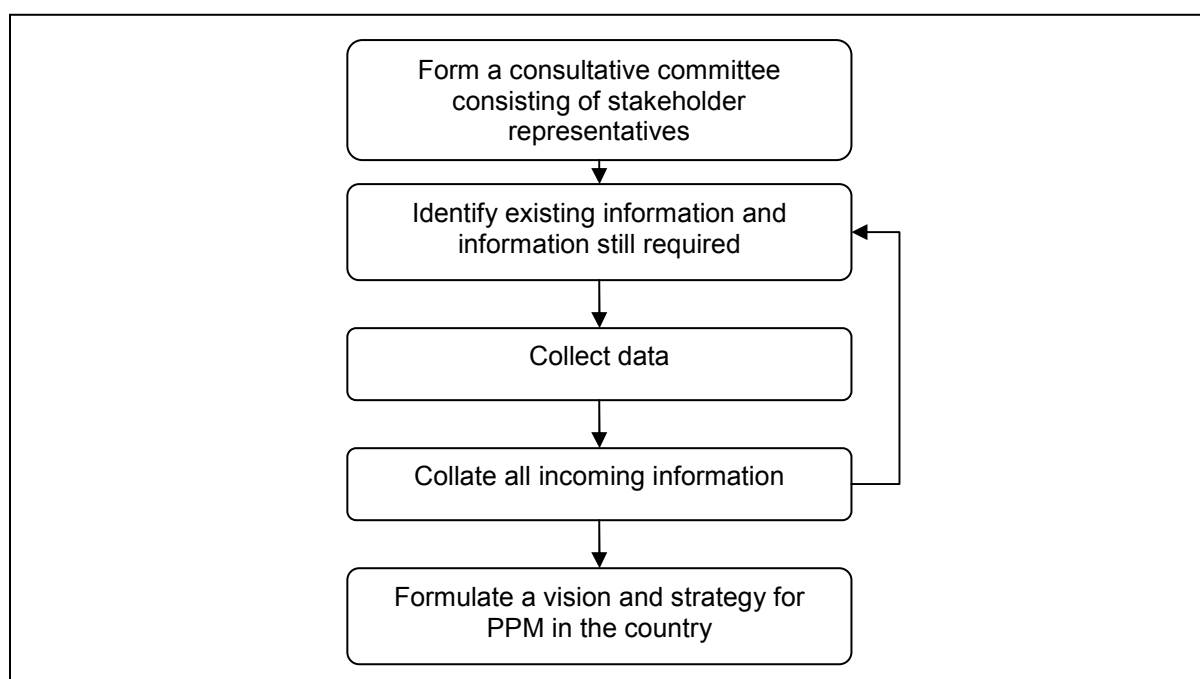 Form a consultative committee
consisting of stakeholder
representatives
Identify existing information and
information still required
Collect data
Collate all incoming information
Formulate a vision and strategy for
PPM in the country